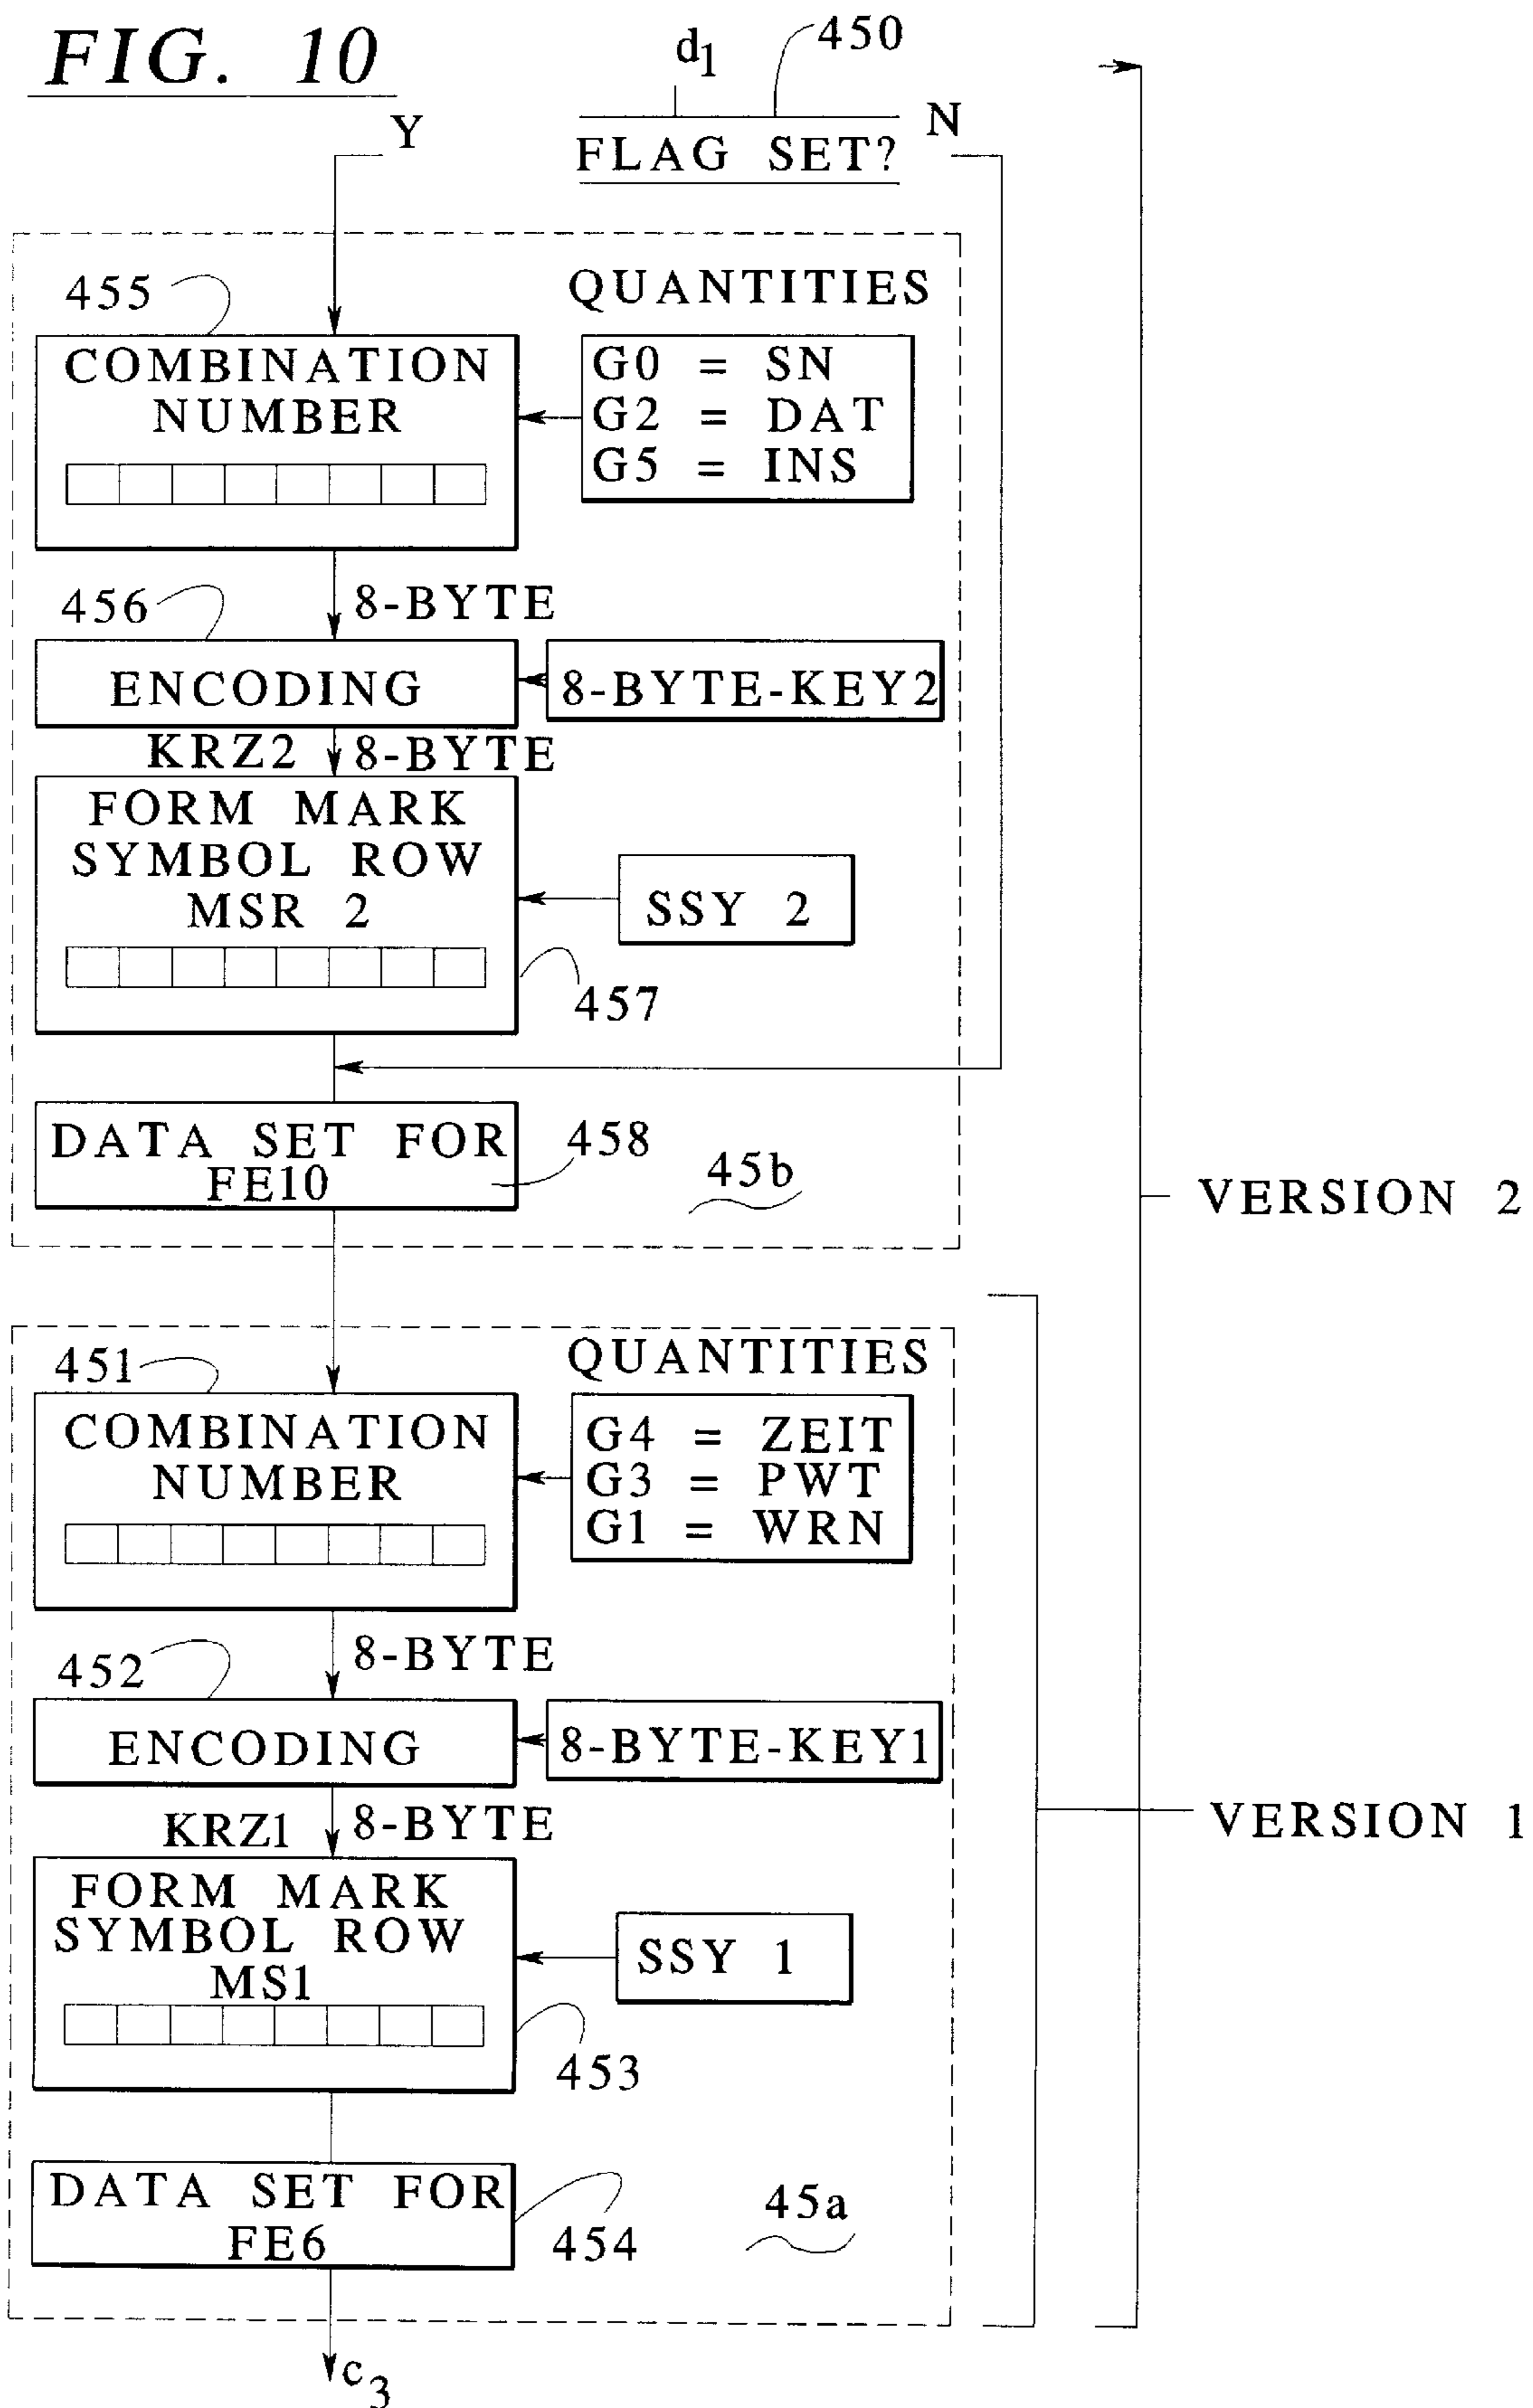 FIG. 10
d1
450
Y
N
FLAG SET?
455
QUANTITIES
COMBINATION
NUMBER
G0 = SN
G2 = DAT
G5 = INS
456
8-BYTE
ENCODING
8-BYTE-KEY2
KRZ2
8-BYTE
FORM MARK
SYMBOL ROW
MSR 2
SSY 2
457
DATA SET FOR
FE10
458
45b
VERSION 2
451
QUANTITIES
COMBINATION
NUMBER
G4 = ZEIT
G3 = PWT
G1 = WRN
452
8-BYTE
ENCODING
8-BYTE-KEY1
KRZ1
8-BYTE
VERSION 1
FORM MARK
SYMBOL ROW
MS1
SSY 1
453
DATA SET FOR
FE6
454
45a
c3